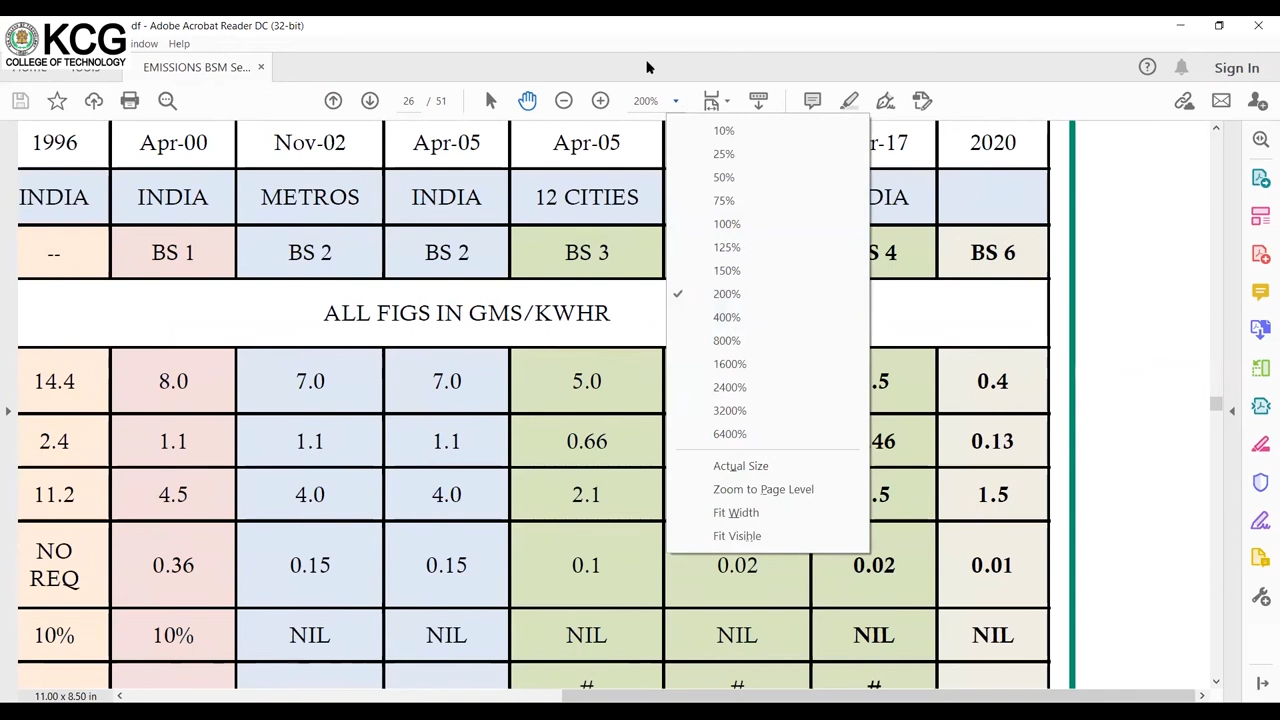 KCG
COLLEGE OF TECHNOLOGY
df - Adobe Acrobat Reader DC (32-bit)
indow Help
EMISSIONS BSM Se... ×
Sign In
26 / 51
200%
1996 Apr-00 Nov-02 Apr-05 Apr-05 r-17 2020
INDIA INDIA METROS INDIA 12 CITIES DIA
-- BS 1 BS 2 BS 2 BS 3 S 4 BS 6
ALL FIGS IN GMS/KWHR
14.4 8.0 7.0 7.0 5.0 .5 0.4
2.4 1.1 1.1 1.1 0.66 46 0.13
11.2 4.5 4.0 4.0 2.1 .5 1.5
NO
REQ 0.36 0.15 0.15 0.1 0.02 0.02 0.01
10% 10% NIL NIL NIL NIL NIL NIL
# # #
10%
25%
50%
75%
100%
125%
150%
200%
400%
800%
1600%
2400%
3200%
6400%
Actual Size
Zoom to Page Level
Fit Width
Fit Visible
11.00 x 8.50 in